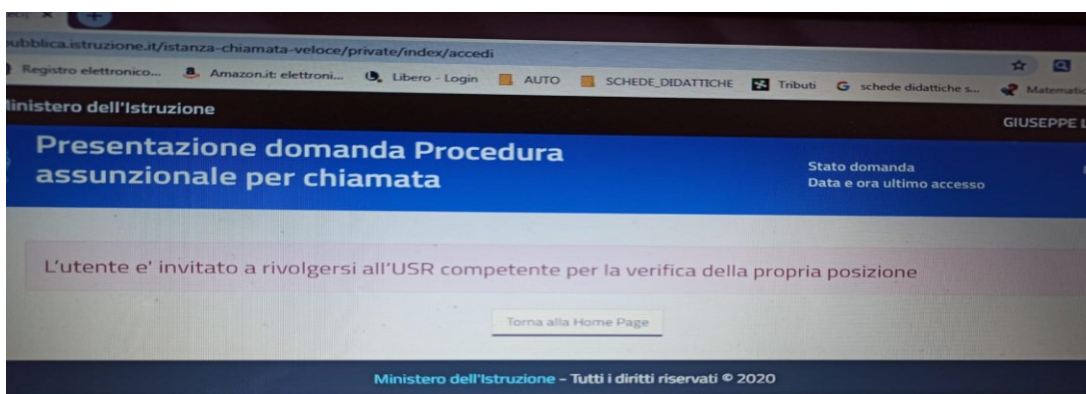 pubblica.istruzione.it/istanza-chiamata-veloce/private/index/accedi
Registro elettronico... Amazon.it: elettroni... Libero - Login AUTO SCHEDE_DIDATTICHE Tributi schede didattiche s... Matematic
Ministero dell'Istruzione
GIUSEPPE L
Presentazione domanda Procedura
assunzionale per chiamata
Stato domanda
Data e ora ultimo accesso
L'utente e' invitato a rivolgersi all'USR competente per la verifica della propria posizione
Torna alla Home Page
Ministero dell'Istruzione – Tutti i diritti riservati © 2020